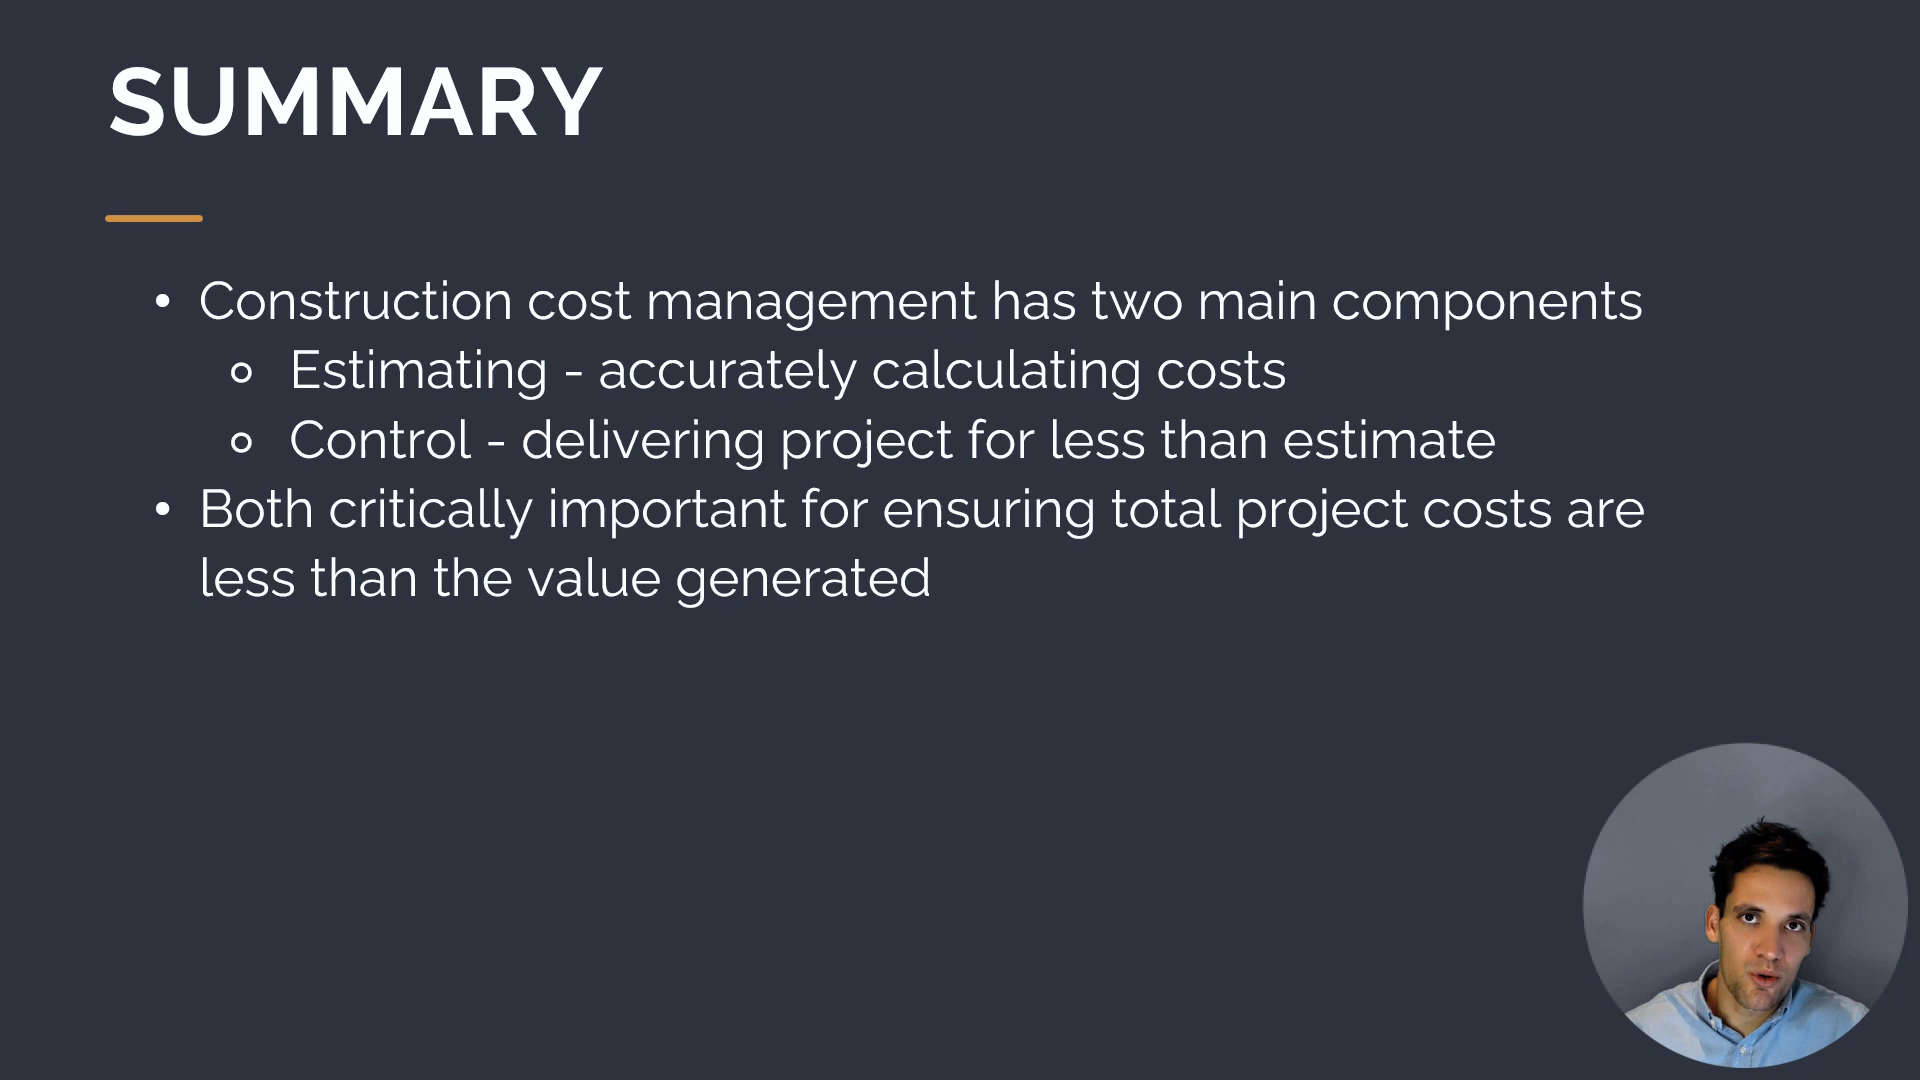 SUMMARY
• Construction cost management has two main components
◦ Estimating - accurately calculating costs
◦ Control - delivering project for less than estimate
• Both critically important for ensuring total project costs are
less than the value generated